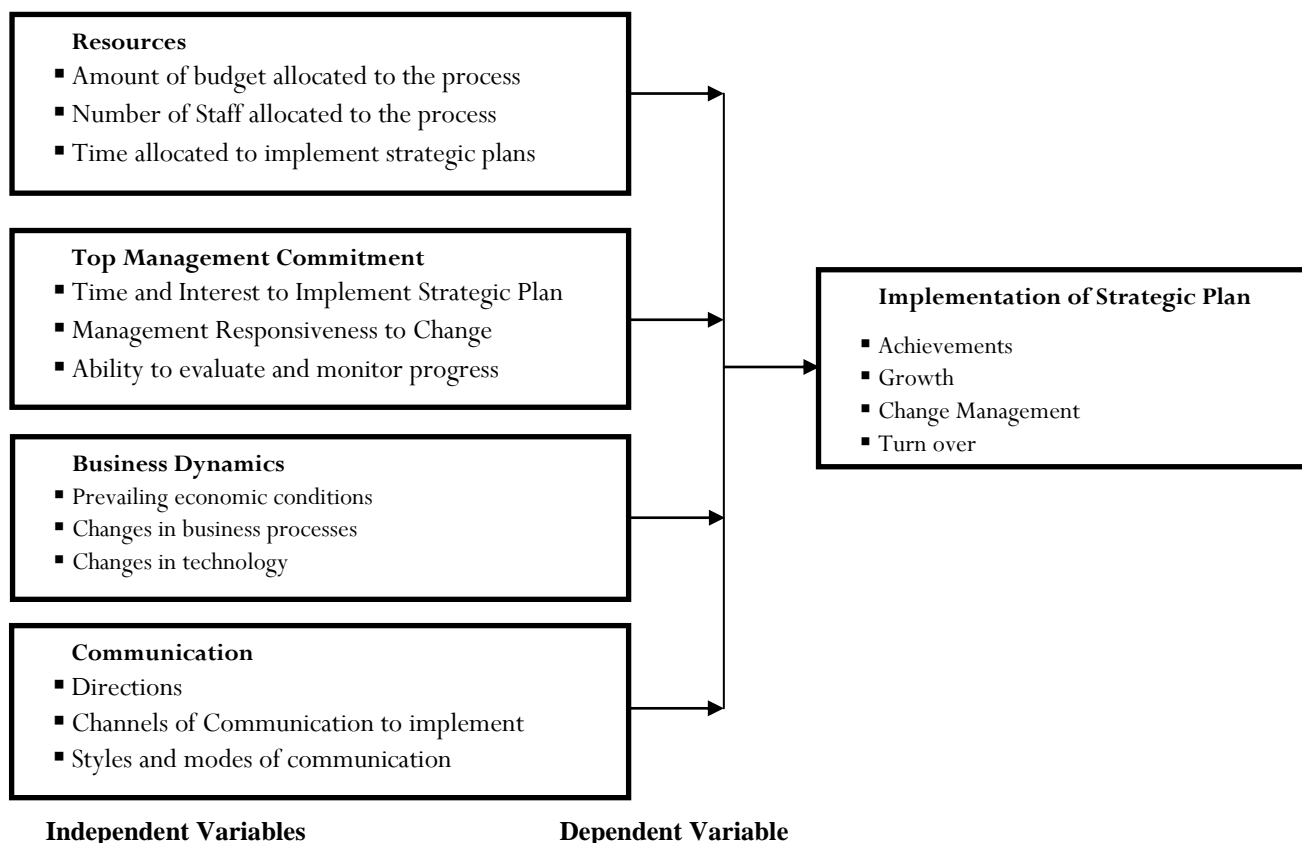 Resources
▪ Amount of budget allocated to the process
▪ Number of Staff allocated to the process
▪ Time allocated to implement strategic plans
Top Management Commitment
▪ Time and Interest to Implement Strategic Plan
▪ Management Responsiveness to Change
▪ Ability to evaluate and monitor progress
Business Dynamics
▪ Prevailing economic conditions
▪ Changes in business processes
▪ Changes in technology
Communication
▪ Directions
▪ Channels of Communication to implement
▪ Styles and modes of communication
Implementation of Strategic Plan
▪ Achievements
▪ Growth
▪ Change Management
▪ Turn over
Independent Variables
Dependent Variable